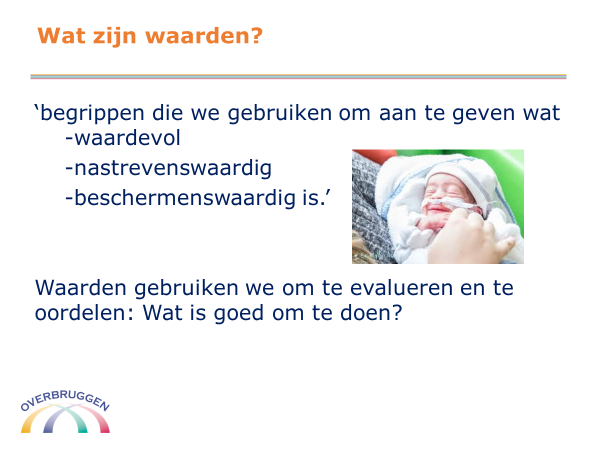 Wat zijn waarden?
‘begrippen die we gebruiken om aan te geven wat
-waardevol
-nastrevenswaardig
-beschermenswaardig is.’
Waarden gebruiken we om te evalueren en te
oordelen: Wat is goed om te doen?
OVERBRUGGEN